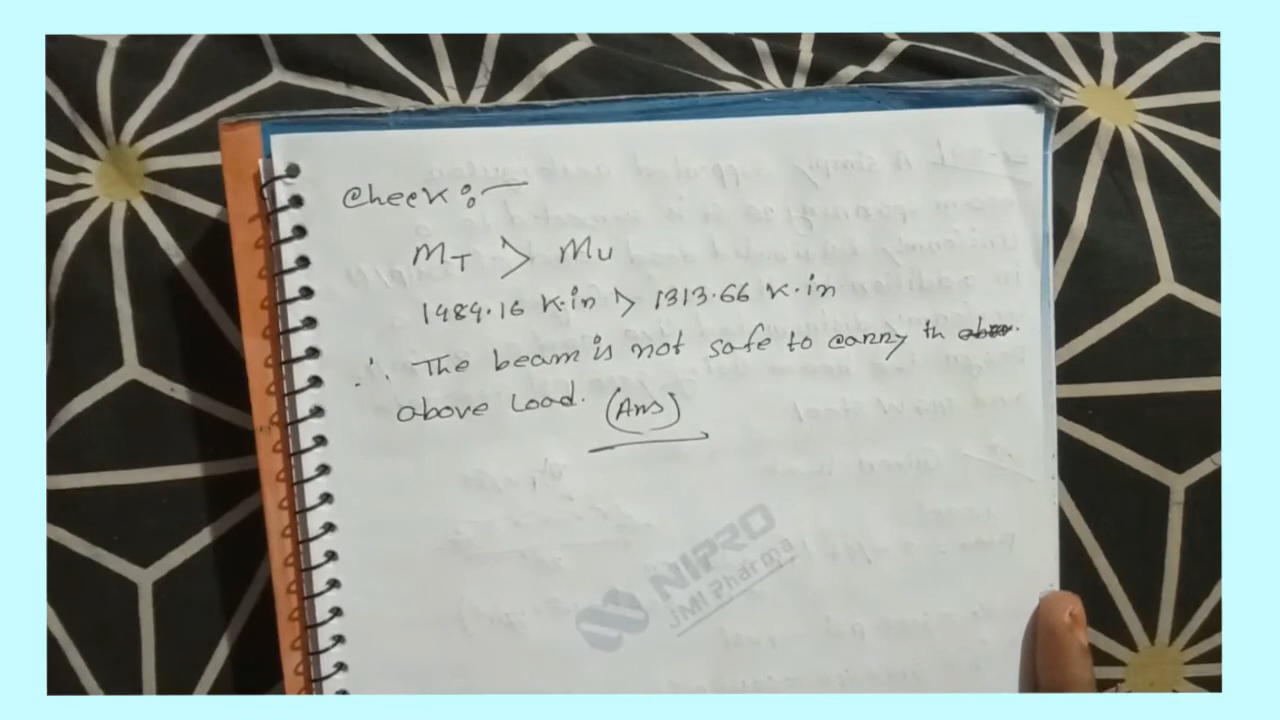 Check :-
MT > Mu
1484.16 k.in > 1313.66 k.in
∴ The beam is not safe to carry th
above Load. (Ans)
NIPRO
JMI Pharma